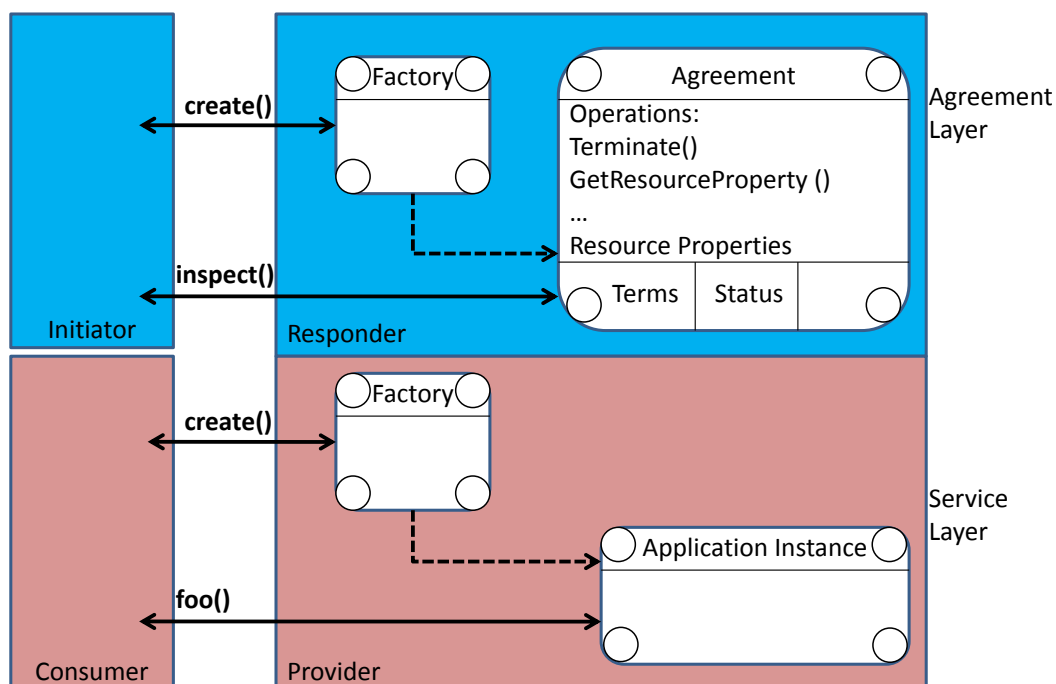 Factory
Agreement
create()
Operations:
Terminate()
GetResourceProperty ()
...
Resource Properties
Agreement
Layer
inspect()
Terms
Status
Initiator
Responder
Factory
create()
Service
Layer
Application Instance
foo()
Consumer
Provider